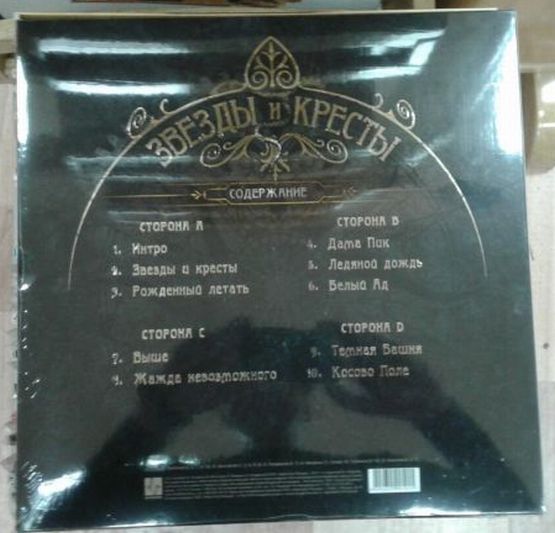 ЗВЕЗДЫ И КРЕСТЫ
СОДЕРЖАНИЕ
СТОРОНА A
1. Интро
2. Звезды и кресты
3. Рожденный летать
СТОРОНА B
4. Дама Пик
5. Ледяной дождь
6. Белый Ад
СТОРОНА C
7. Выше
8. Жажда невозможного
СТОРОНА D
9. Темная Башня
10. Косово Поле